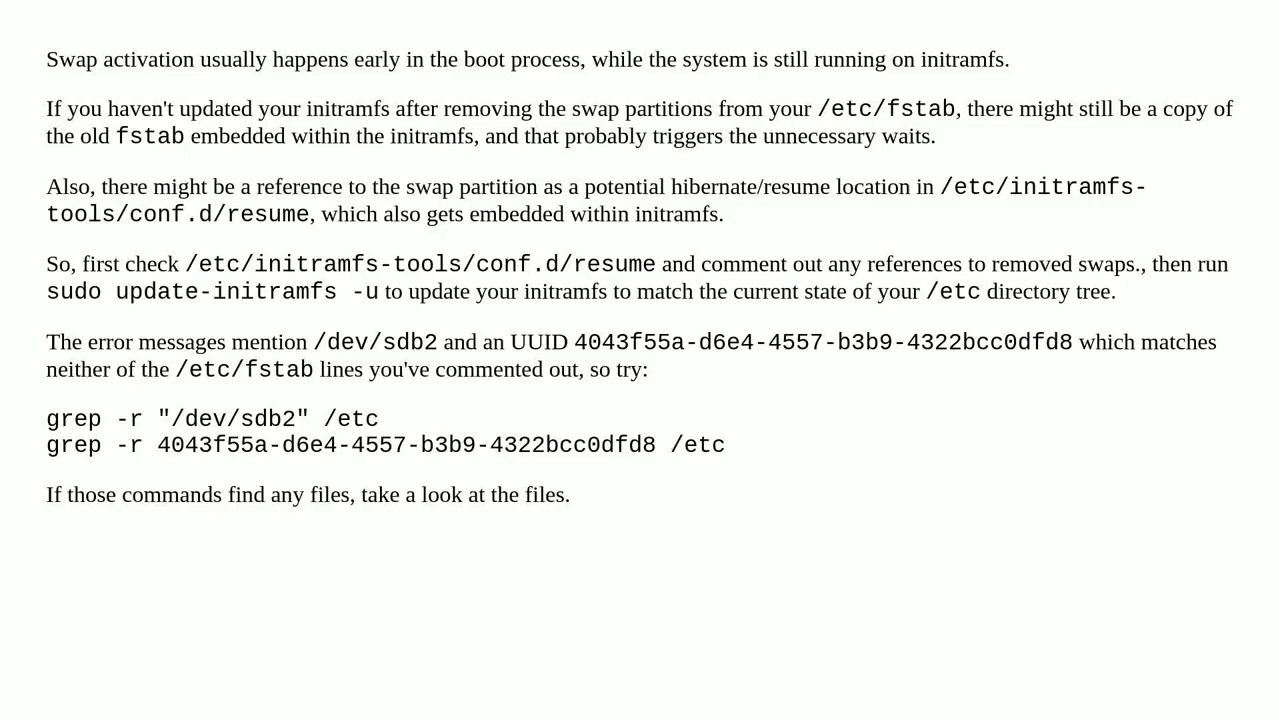 Swap activation usually happens early in the boot process, while the system is still running on initramfs.
If you haven't updated your initramfs after removing the swap partitions from your /etc/fstab, there might still be a copy of
the old fstab embedded within the initramfs, and that probably triggers the unnecessary waits.
Also, there might be a reference to the swap partition as a potential hibernate/resume location in /etc/initramfs-
tools/conf.d/resume, which also gets embedded within initramfs.
So, first check /etc/initramfs-tools/conf.d/resume and comment out any references to removed swaps., then run
sudo update-initramfs -u to update your initramfs to match the current state of your /etc directory tree.
The error messages mention /dev/sdb2 and an UUID 4043f55a-d6e4-4557-b3b9-4322bcc0dfd8 which matches
neither of the /etc/fstab lines you've commented out, so try:
grep -r "/dev/sdb2" /etc
grep -r 4043f55a-d6e4-4557-b3b9-4322bcc0dfd8 /etc
If those commands find any files, take a look at the files.